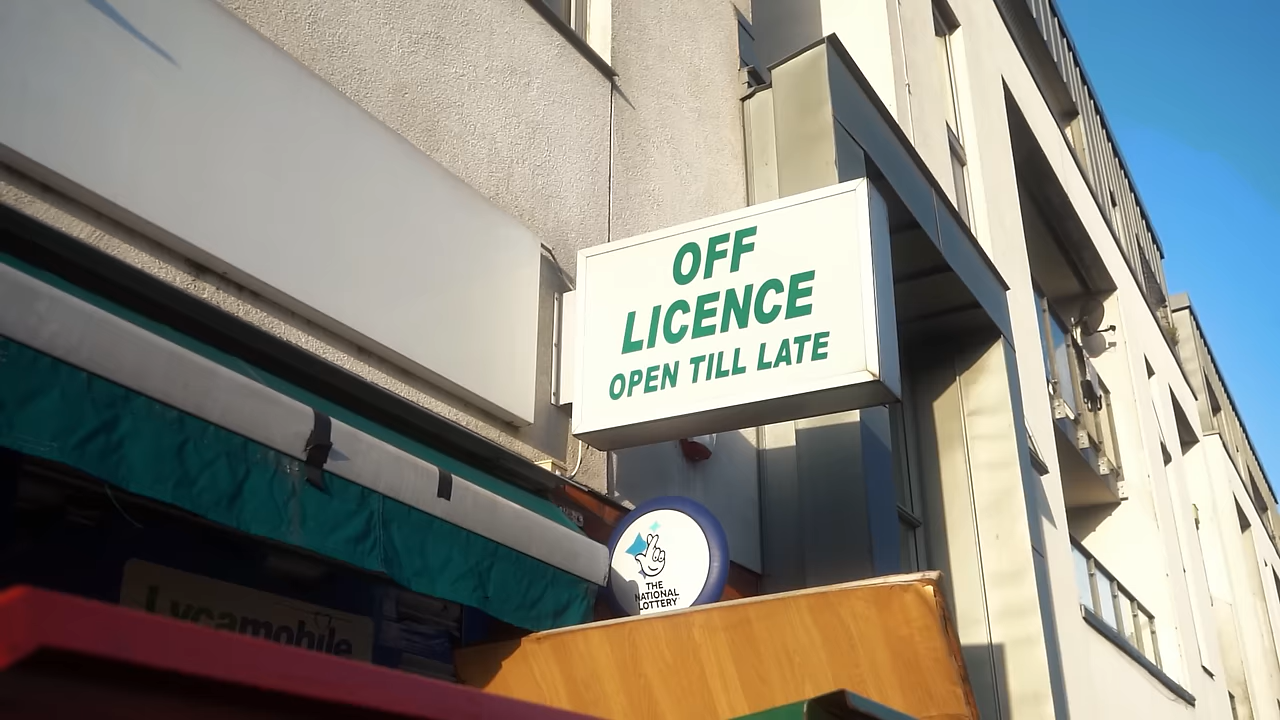 OFF
LICENCE
OPEN TILL LATE
THE
NATIONAL
LOTTERY
Lycamobile